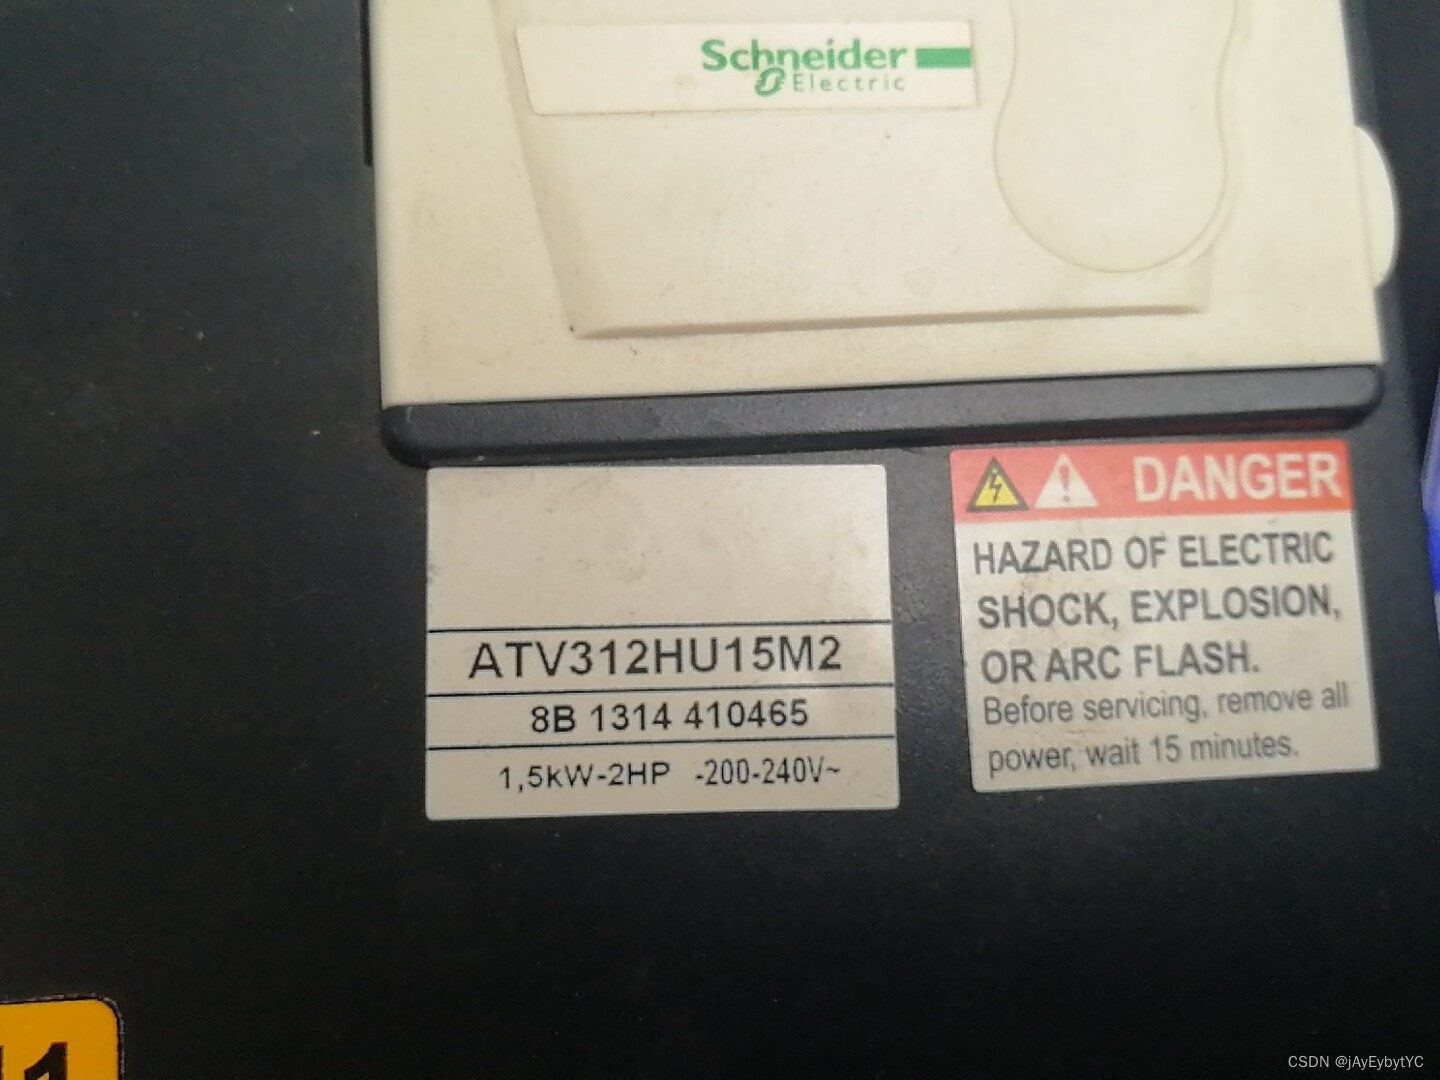 Schneider
Electric
ATV312HU15M2
8B 1314 410465
1,5kW-2HP -200-240V~
DANGER
HAZARD OF ELECTRIC
SHOCK, EXPLOSION,
OR ARC FLASH.
Before servicing, remove all
power, wait 15 minutes.
CSDN @jAyEybytYC